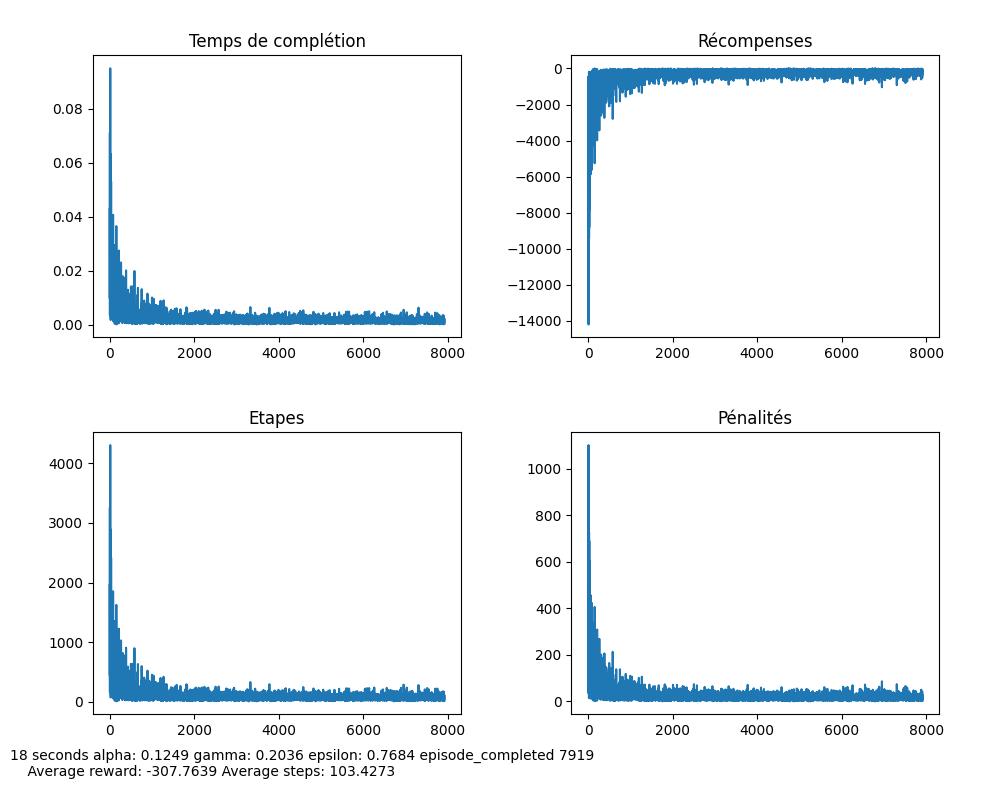 Temps de complétion
0.08
0.06
0.04
0.02
0.00
0 2000 4000 6000 8000
Récompenses
0
−2000
−4000
−6000
−8000
−10000
−12000
−14000
0 2000 4000 6000 8000
Etapes
4000
3000
2000
1000
0
0 2000 4000 6000 8000
Pénalités
1000
800
600
400
200
0
0 2000 4000 6000 8000
18 seconds alpha: 0.1249 gamma: 0.2036 epsilon: 0.7684 episode_completed 7919
Average reward: -307.7639 Average steps: 103.4273